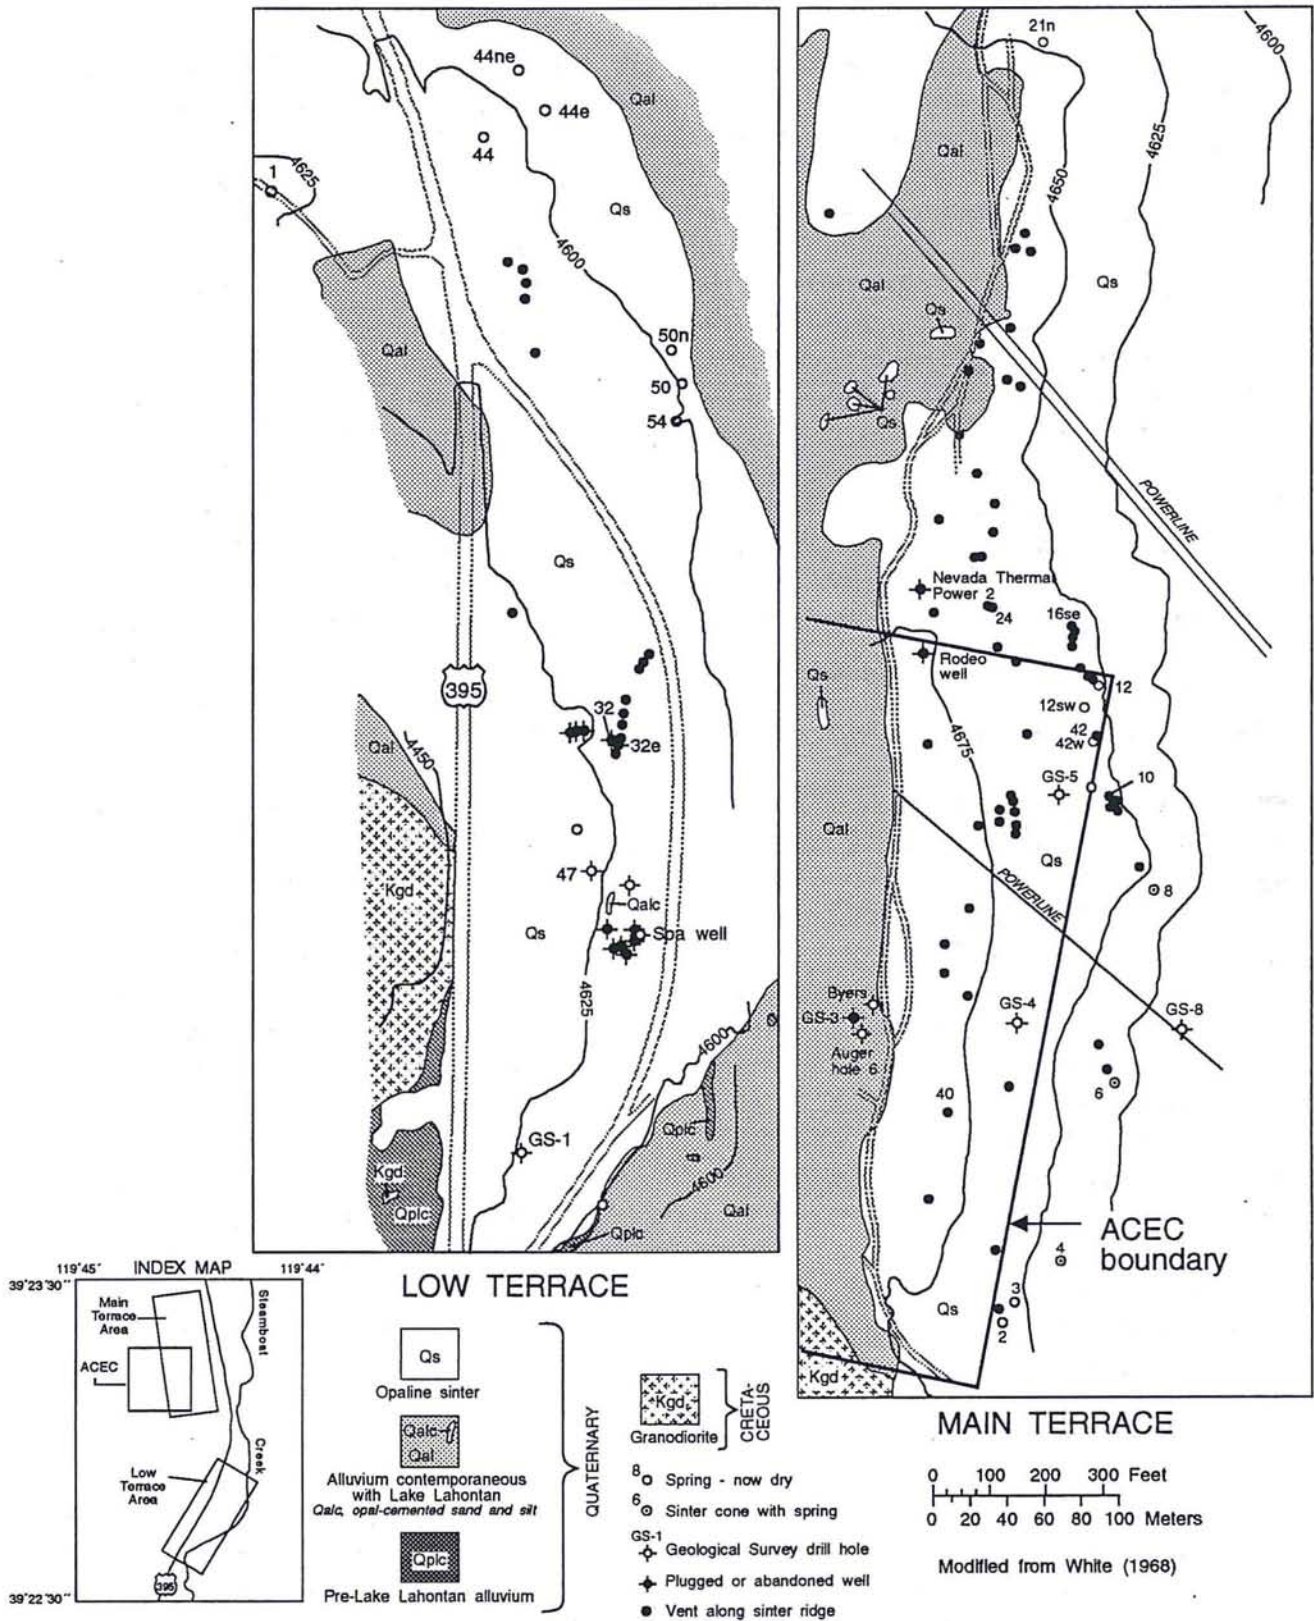 44ne
44e
44
Qal
1
4625
Qs
4600
Qal
50n
50
54
Qs
395
32
32e
Qal
4450
Kgd
47
Qalc
Qs
Spa well
4625
4600
GS-1
Qplc
Kgd
Qplc
4600
Qal
Qplc
21n
4600
Qal
4625
4650
Qal
Qs
Qs
Qs
POWERLINE
Nevada Thermal
Power 2
24
16se
Rodeo
well
Qs
12
12sw
42
42w
4675
GS-5
10
Qal
Qs
POWERLINE
8
Byers
GS-3
GS-4
GS-8
Auger
hole 6
6
40
ACEC
boundary
4
3
Qs
2
Kgd
119°45'
INDEX MAP
119°44'
39°23'30"
Main
Terrace
Area
Steamboat
ACEC
Creek
Low
Terrace
Area
395
39°22'30"
LOW TERRACE
Qs
Opaline sinter
Qalc
Qal
Alluvium contemporaneous
with Lake Lahontan
Qalc, opal-cemented sand and silt
Qplc
Pre-Lake Lahontan alluvium
QUATERNARY
Kgd
Granodiorite
CRETA-
CEOUS
8 Spring - now dry
6 Sinter cone with spring
GS-1 Geological Survey drill hole
Plugged or abandoned well
Vent along sinter ridge
MAIN TERRACE
0 100 200 300 Feet
0 20 40 60 80 100 Meters
Modified from White (1968)